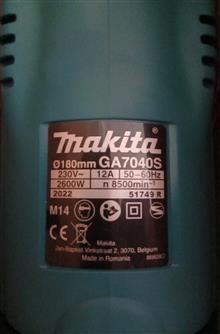 makita®
Ø180mm GA7040S
230V~ 12A 50-60Hz
2600W n 8500min⁻¹
2022 51749 R
M14
CE
Makita
Jan-Baptist Vinkstraat 2, 3070, Belgium
Made in Romania